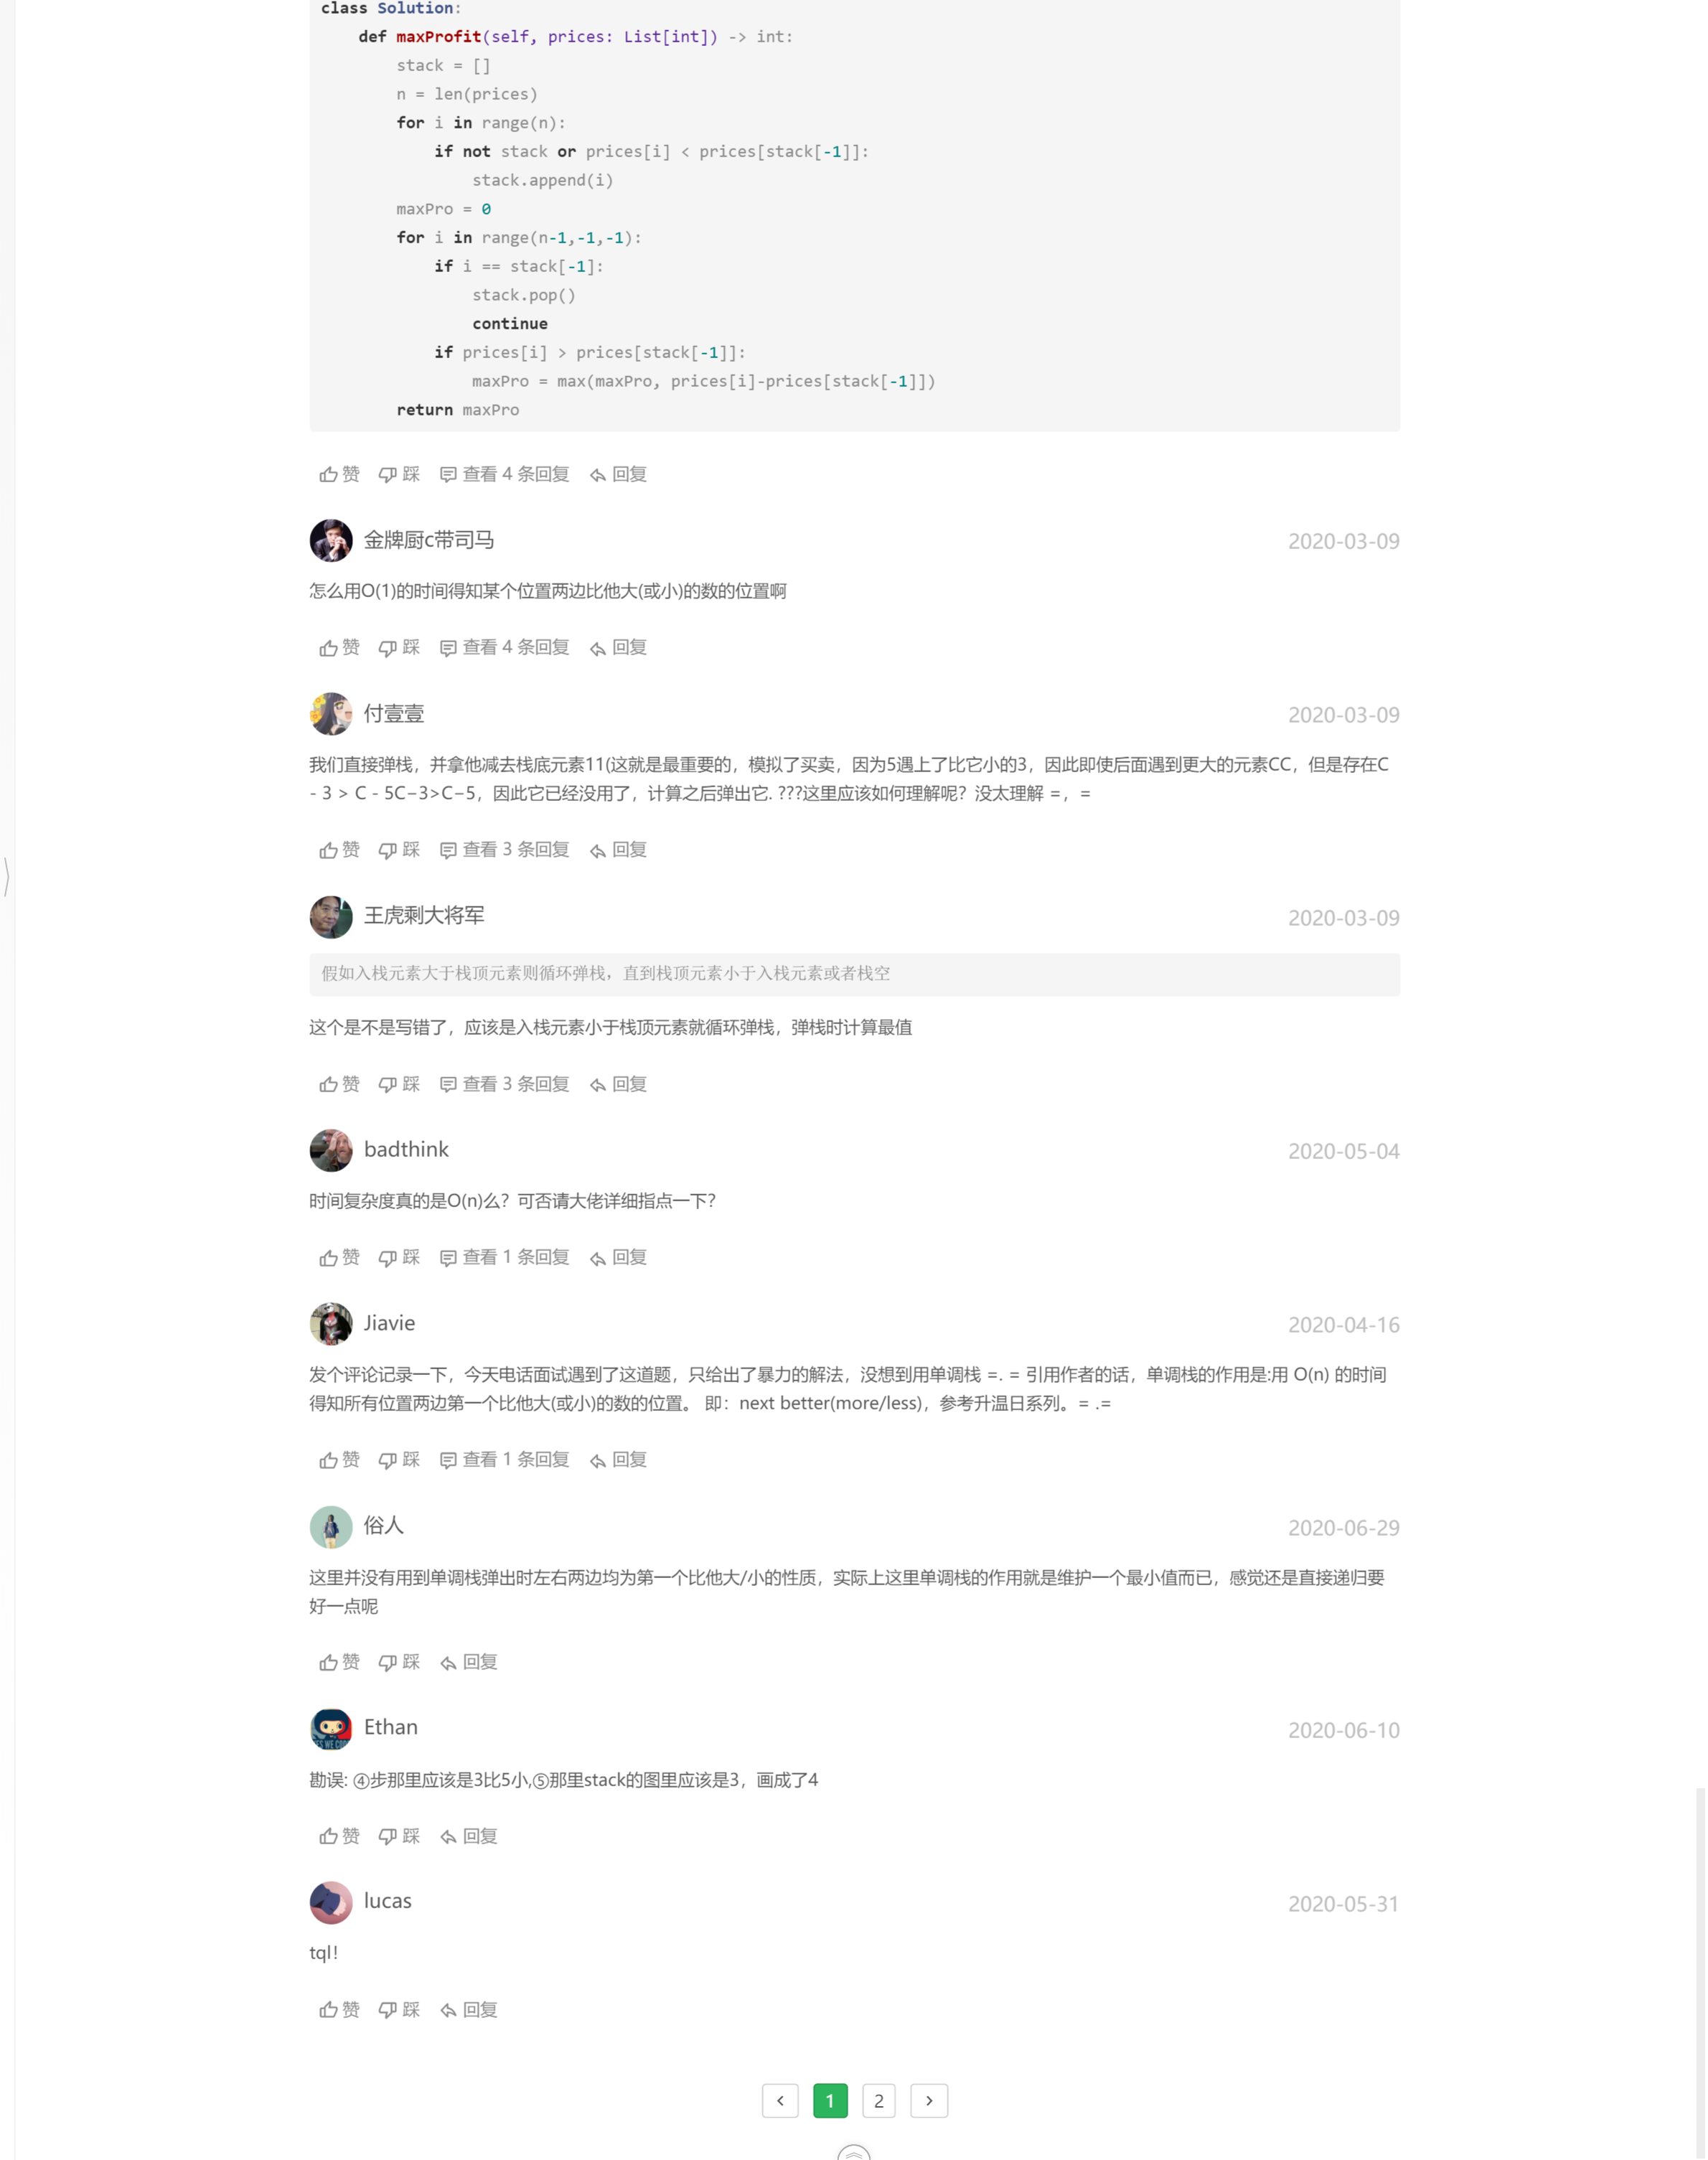 class Solution:
def maxProfit(self, prices: List[int]) -> int:
stack = []
n = len(prices)
for i in range(n):
if not stack or prices[i] < prices[stack[-1]]:
stack.append(i)
maxPro = 0
for i in range(n-1,-1,-1):
if i == stack[-1]:
stack.pop()
continue
if prices[i] > prices[stack[-1]]:
maxPro = max(maxPro, prices[i]-prices[stack[-1]])
return maxPro
赞 踩 查看 4 条回复 回复
金牌厨c带司马 2020-03-09
怎么用O(1)的时间得知某个位置两边比他大(或小)的数的位置啊
赞 踩 查看 4 条回复 回复
付壹壹 2020-03-09
我们直接弹栈，并拿他减去栈底元素11(这就是最重要的，模拟了买卖，因为5遇上了比它小的3，因此即使后面遇到更大的元素CC，但是存在C
- 3 > C - 5C−3>C−5，因此它已经没用了，计算之后弹出它. ???这里应该如何理解呢？没太理解 =，=
赞 踩 查看 3 条回复 回复
王虎剩大将军 2020-03-09
假如入栈元素大于栈顶元素则循环弹栈，直到栈顶元素小于入栈元素或者栈空
这个是不是写错了，应该是入栈元素小于栈顶元素就循环弹栈，弹栈时计算最值
赞 踩 查看 3 条回复 回复
badthink 2020-05-04
时间复杂度真的是O(n)么？可否请大佬详细指点一下？
赞 踩 查看 1 条回复 回复
Jiavie 2020-04-16
发个评论记录一下，今天电话面试遇到了这道题，只给出了暴力的解法，没想到用单调栈 =. = 引用作者的话，单调栈的作用是:用 O(n) 的时间
得知所有位置两边第一个比他大(或小)的数的位置。 即：next better(more/less)，参考升温日系列。= .=
赞 踩 查看 1 条回复 回复
俗人 2020-06-29
这里并没有用到单调栈弹出时左右两边均为第一个比他大/小的性质，实际上这里单调栈的作用就是维护一个最小值而已，感觉还是直接递归要
好一点呢
赞 踩 回复
Ethan 2020-06-10
勘误: ④步那里应该是3比5小,⑤那里stack的图里应该是3，画成了4
赞 踩 回复
lucas 2020-05-31
tql！
赞 踩 回复
1 2